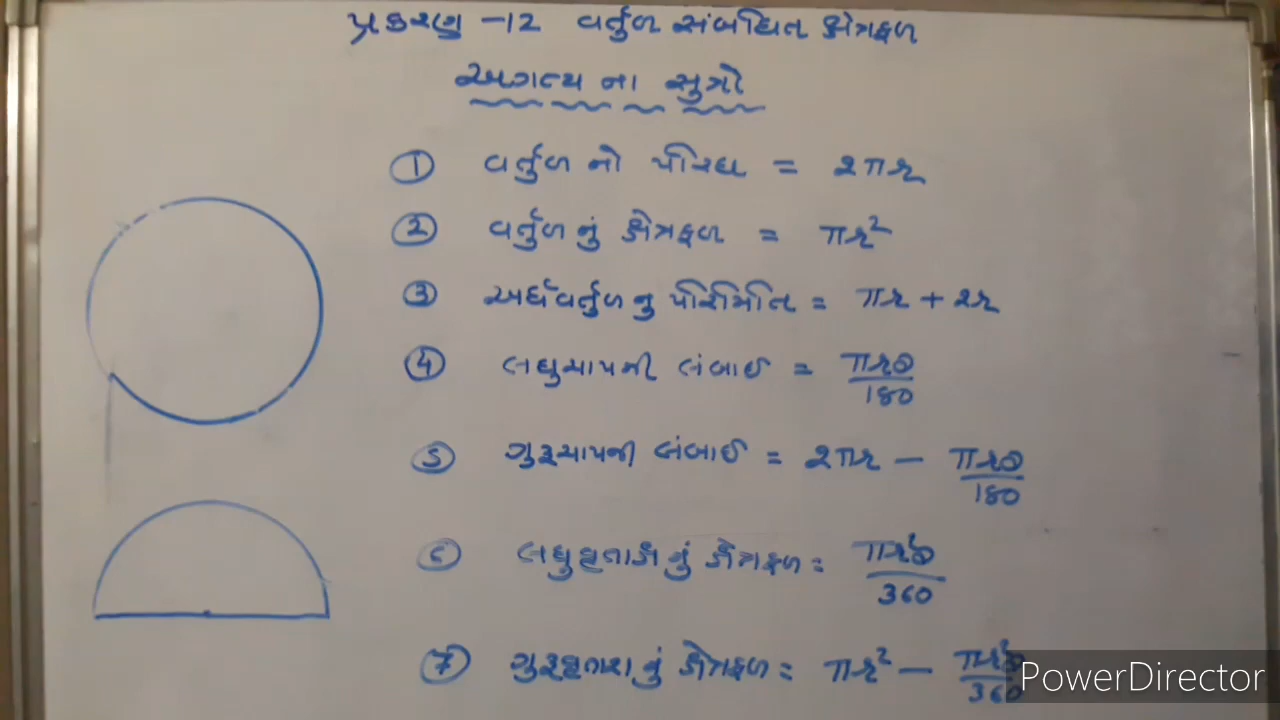 પ્રકરણ -12 વર્તુળ સંબંધિત ક્ષેત્રફળ
અગત્ય ના સુત્રો
① વર્તુળ નો પરિઘ = 2πr
② વર્તુળ નું ક્ષેત્રફળ = πr²
③ અર્ધવર્તુળ નુ પરિમિતિ = πr + 2r
④ લઘુચાપની લંબાઈ = πrθ/180
⑤ ગુરુચાપની લંબાઈ = 2πr - πrθ/180
⑥ લઘુવૃતાંશ નું ક્ષેત્રફળ = πr²θ/360
⑦ ગુરુવૃતાંશ નું ક્ષેત્રફળ = πr² - πr²θ/360
PowerDirector